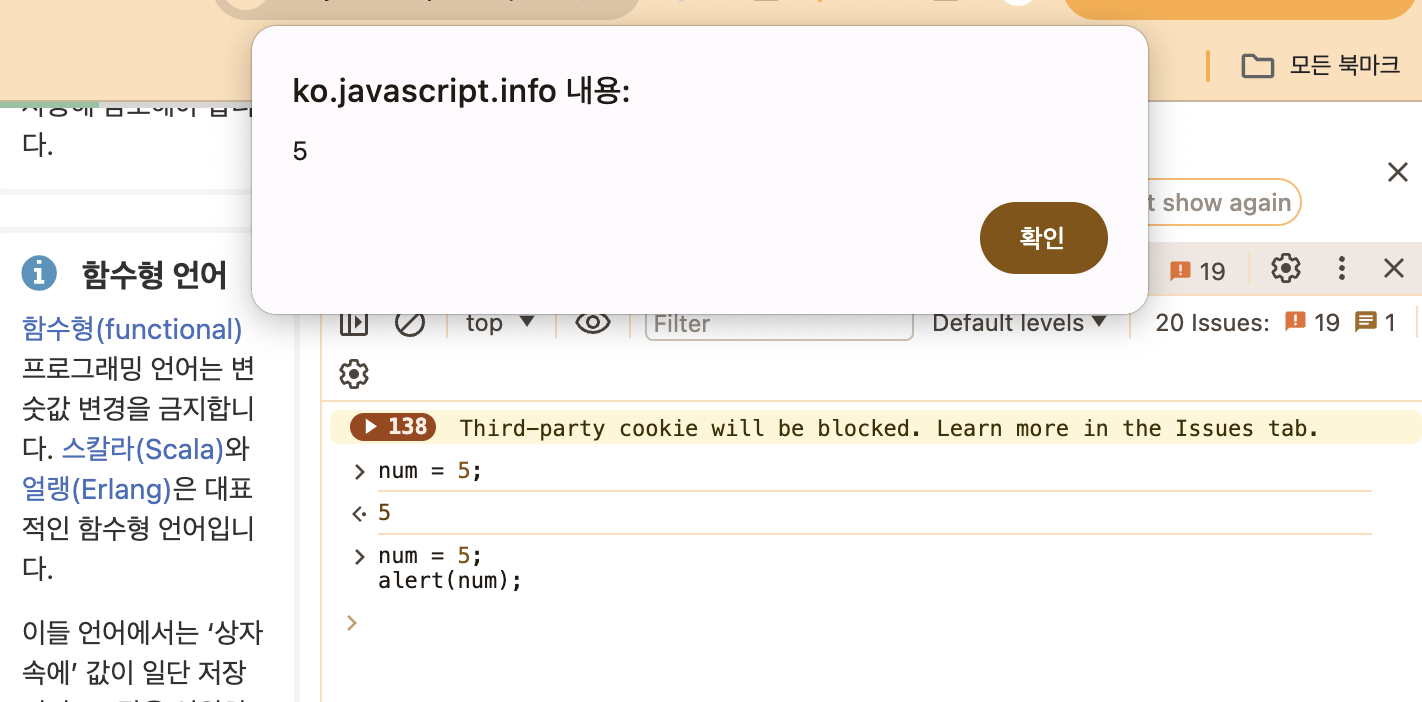 모든 북마크
ko.javascript.info 내용:
5
확인
다.
t show again
19
함수형 언어
함수형(functional)
프로그래밍 언어는 변
숫값 변경을 금지합니
다. 스칼라(Scala)와
얼랭(Erlang)은 대표
적인 함수형 언어입니
다.
이들 언어에서는 ‘상자
속에’ 값이 일단 저장
top
Filter
Default levels
20 Issues:
19
1
138
Third-party cookie will be blocked. Learn more in the Issues tab.
num = 5;
5
num = 5;
alert(num);